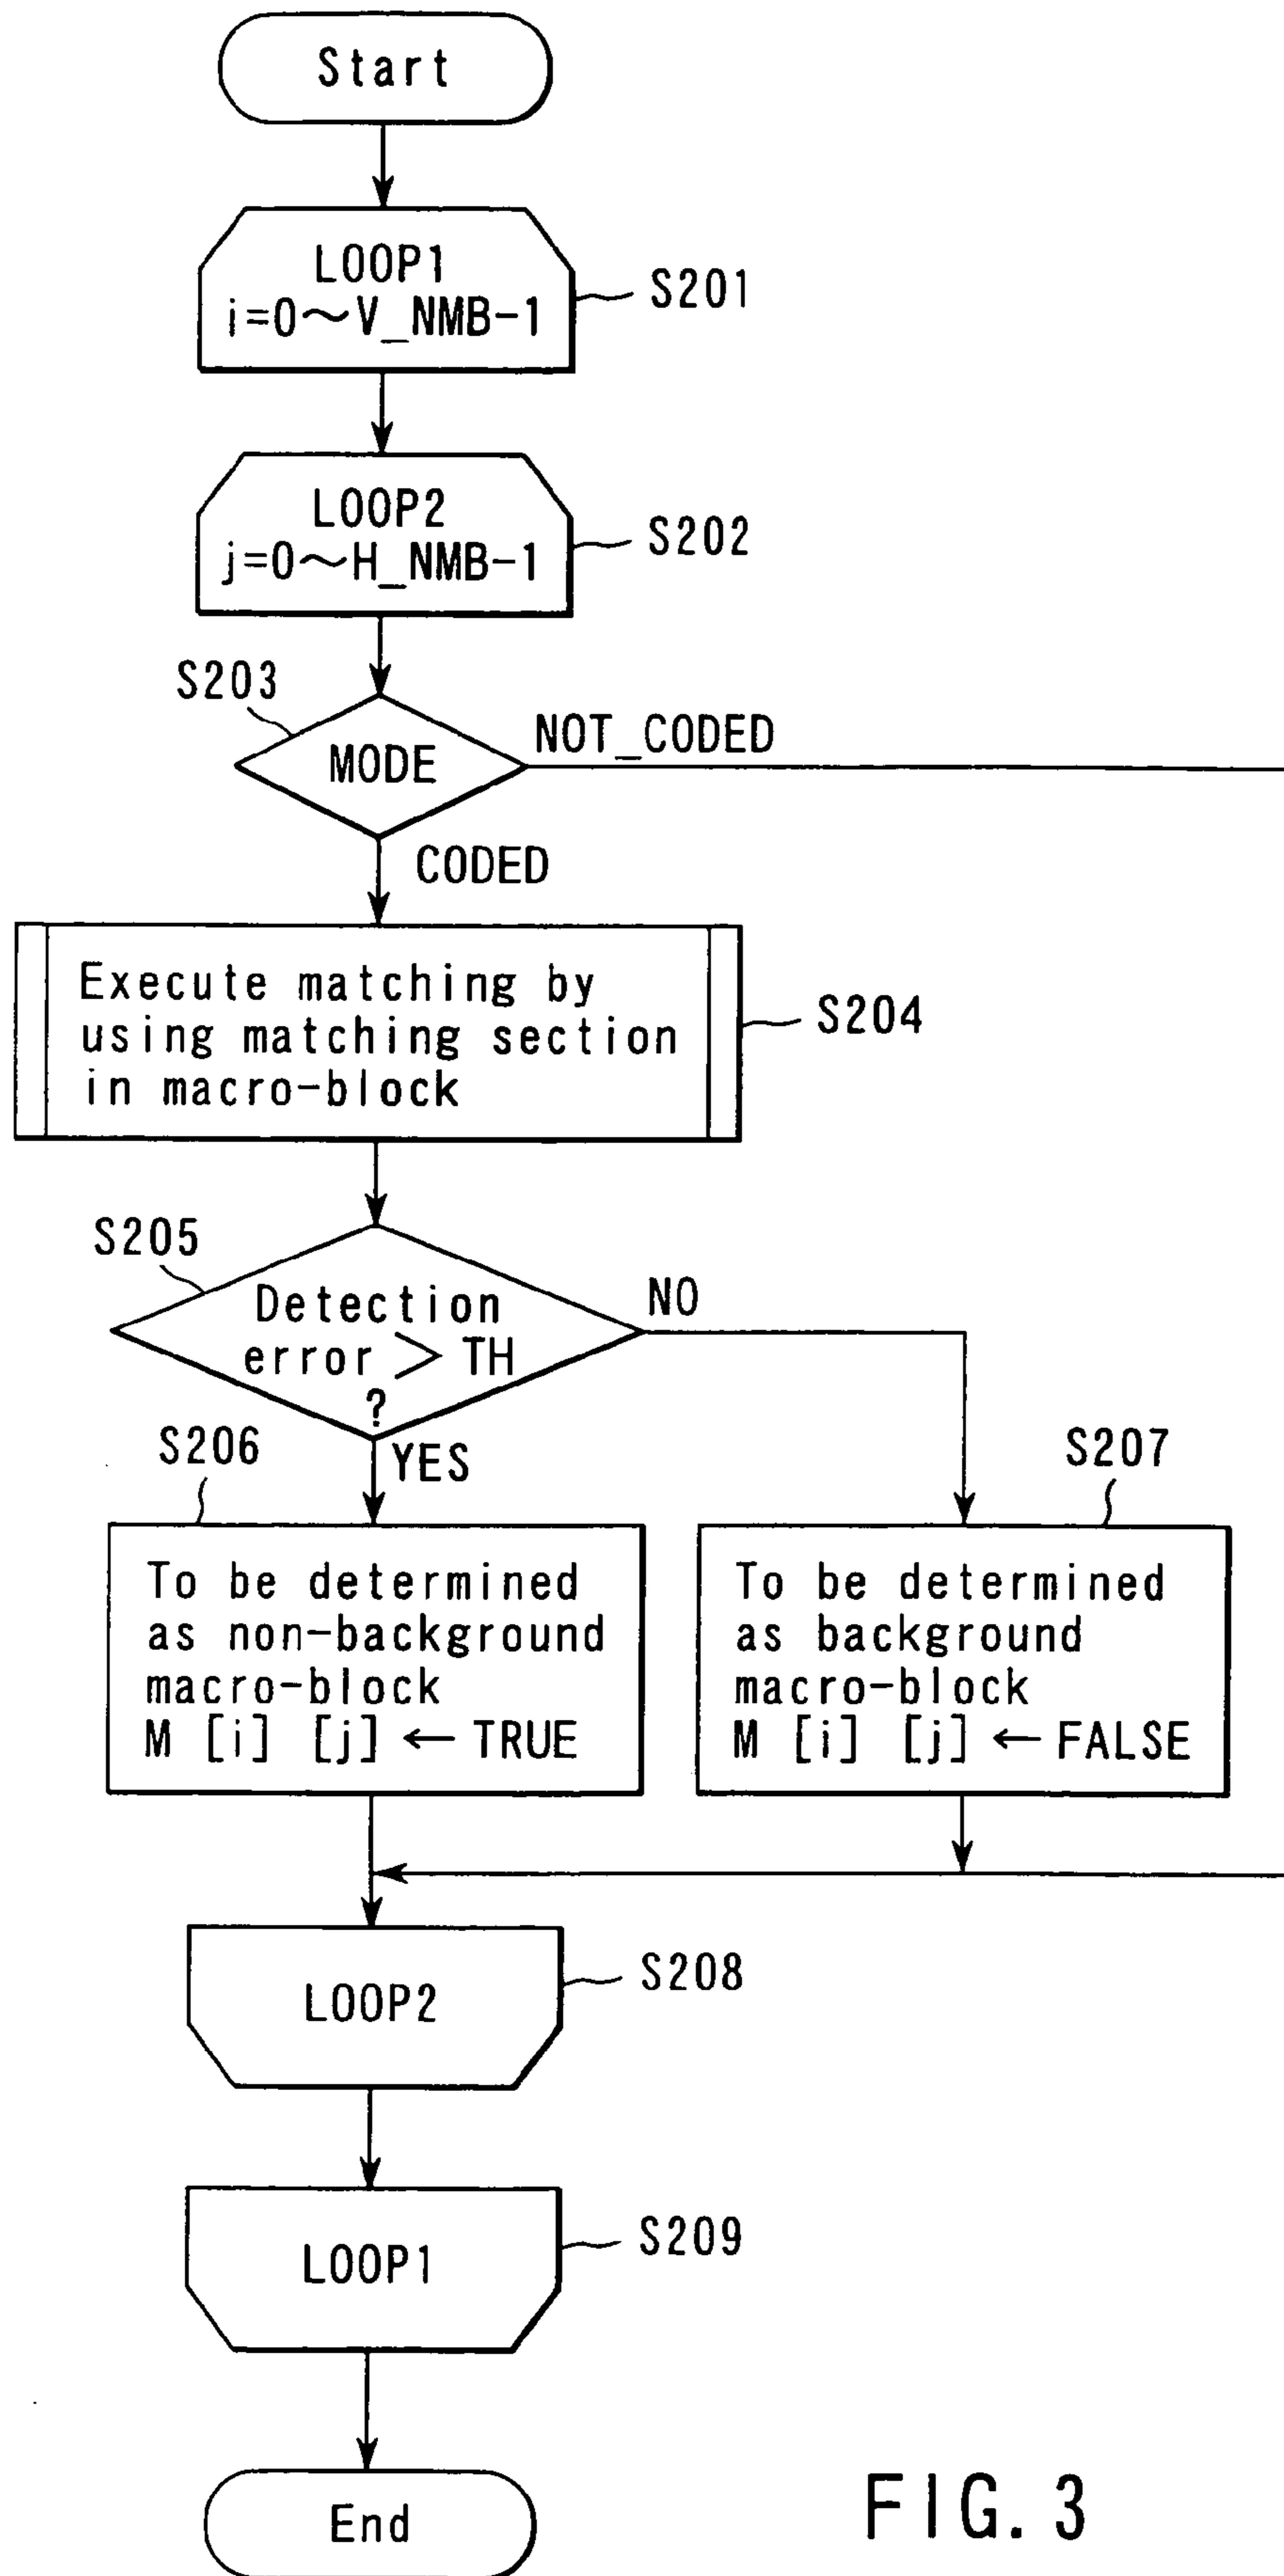 Start
LOOP1
i=0~V_NMB-1
S201
LOOP2
j=0~H_NMB-1
S202
S203
MODE
NOT_CODED
CODED
Execute matching by
using matching section
in macro-block
S204
S205
Detection
error > TH
?
NO
YES
S206
To be determined
as non-background
macro-block
M [i] [j] ← TRUE
S207
To be determined
as background
macro-block
M [i] [j] ← FALSE
LOOP2
S208
LOOP1
S209
End
FIG. 3